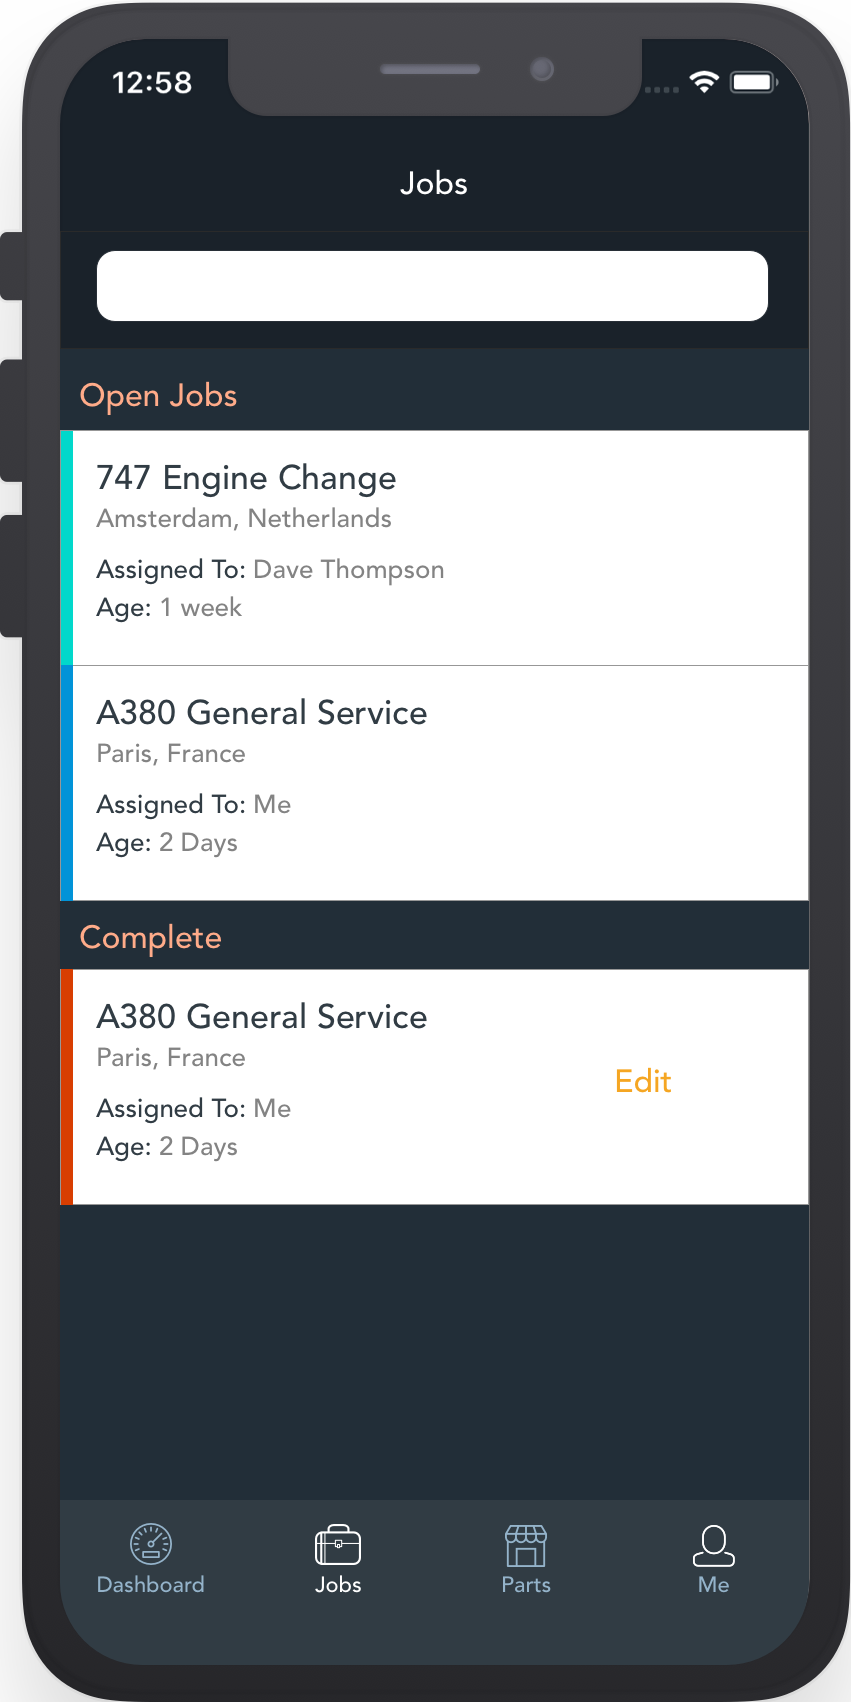 12:58
Jobs
Open Jobs
747 Engine Change
Amsterdam, Netherlands
Assigned To: Dave Thompson
Age: 1 week
A380 General Service
Paris, France
Assigned To: Me
Age: 2 Days
Complete
A380 General Service
Paris, France
Edit
Assigned To: Me
Age: 2 Days
Dashboard Jobs Parts Me